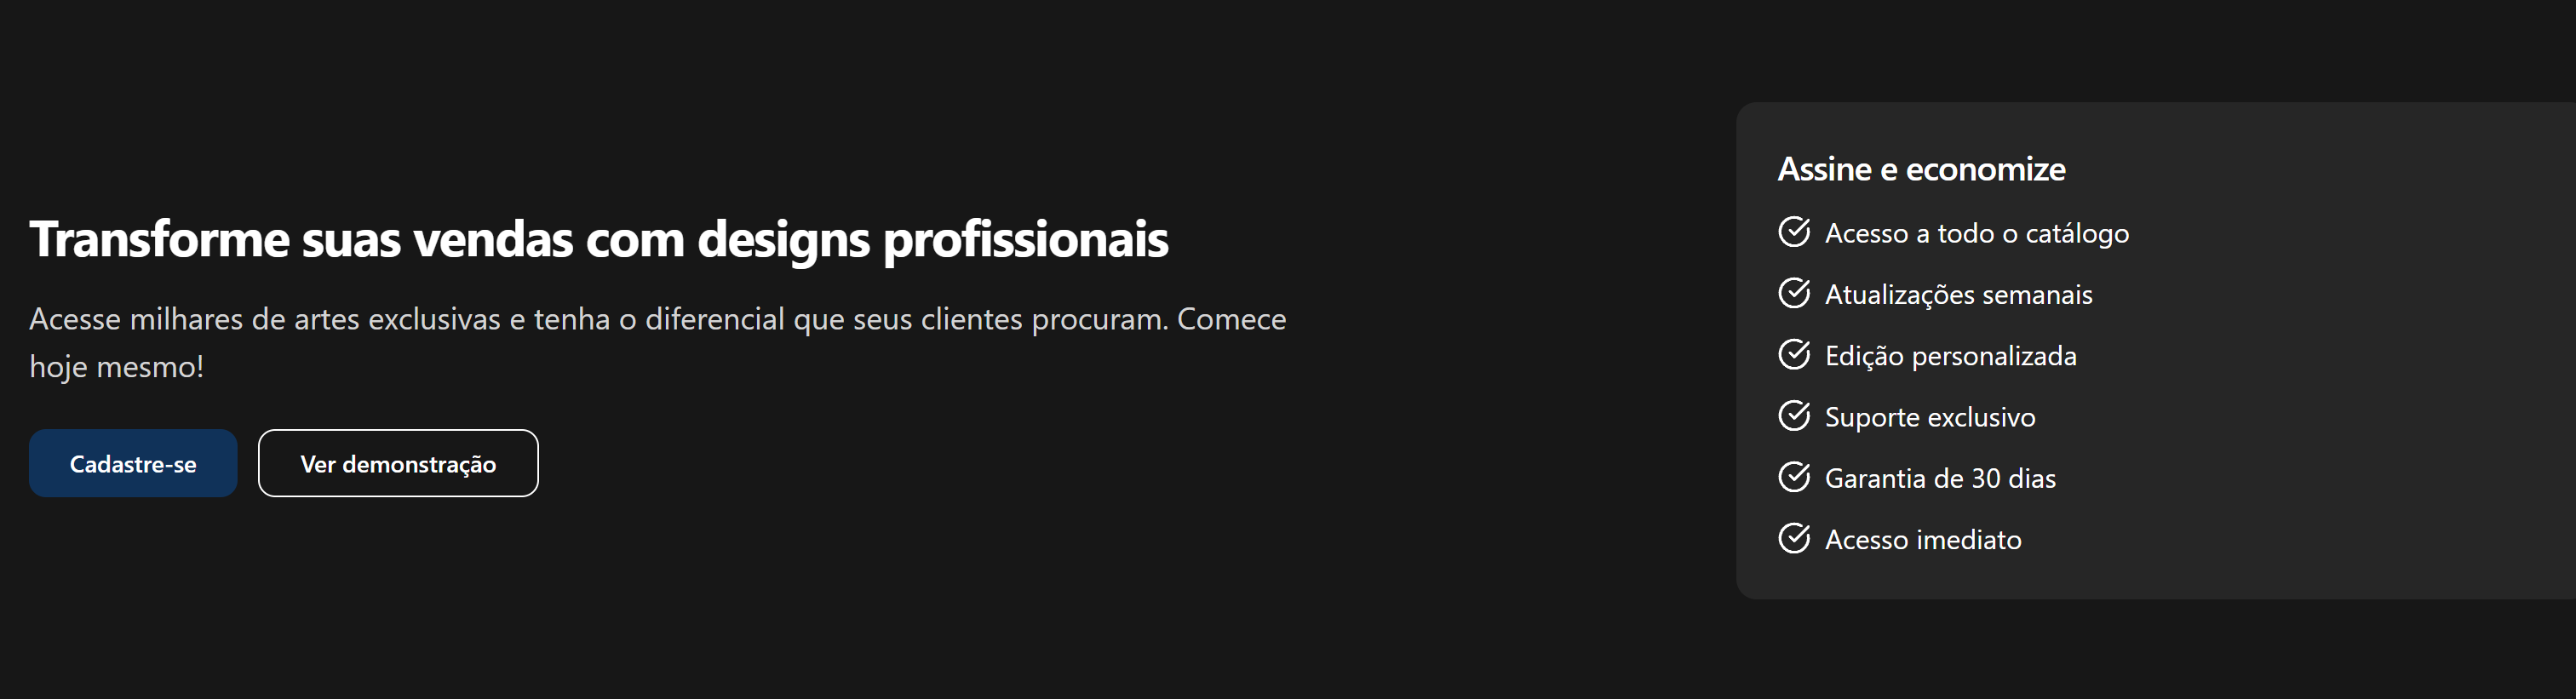 Transforme suas vendas com designs profissionais
Acesse milhares de artes exclusivas e tenha o diferencial que seus clientes procuram. Comece
hoje mesmo!
Cadastre-se
Ver demonstração
Assine e economize
Acesso a todo o catálogo
Atualizações semanais
Edição personalizada
Suporte exclusivo
Garantia de 30 dias
Acesso imediato